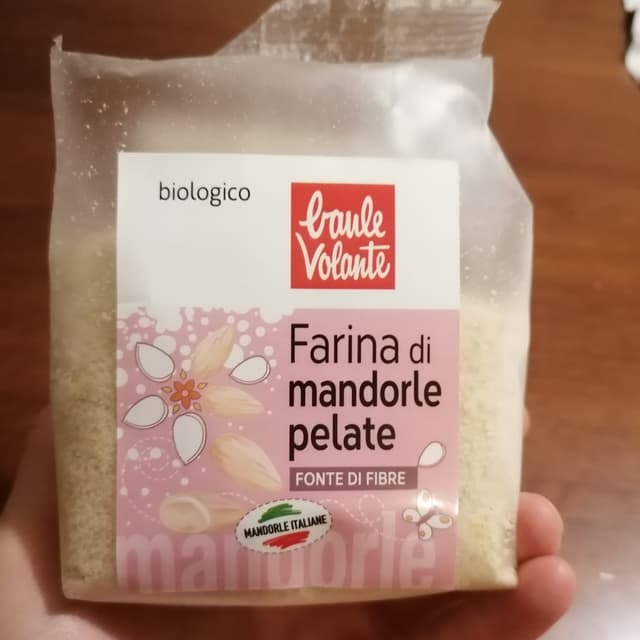 biologico
baule
Volante
Farina di
mandorle
pelate
FONTE DI FIBRE
MANDORLE ITALIANE
mandorle